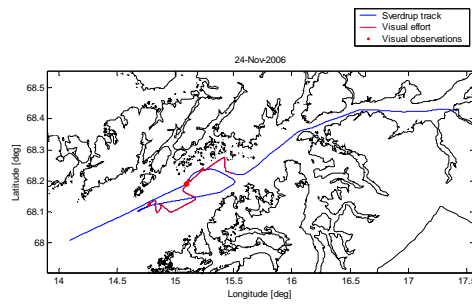 Sverdrup track
Visual effort
Visual observations
24-Nov-2006
68.5
68.4
68.3
68.2
68.1
68
Latitude [deg]
14
14.5
15
15.5
16
16.5
17
17.5
Longitude [deg]